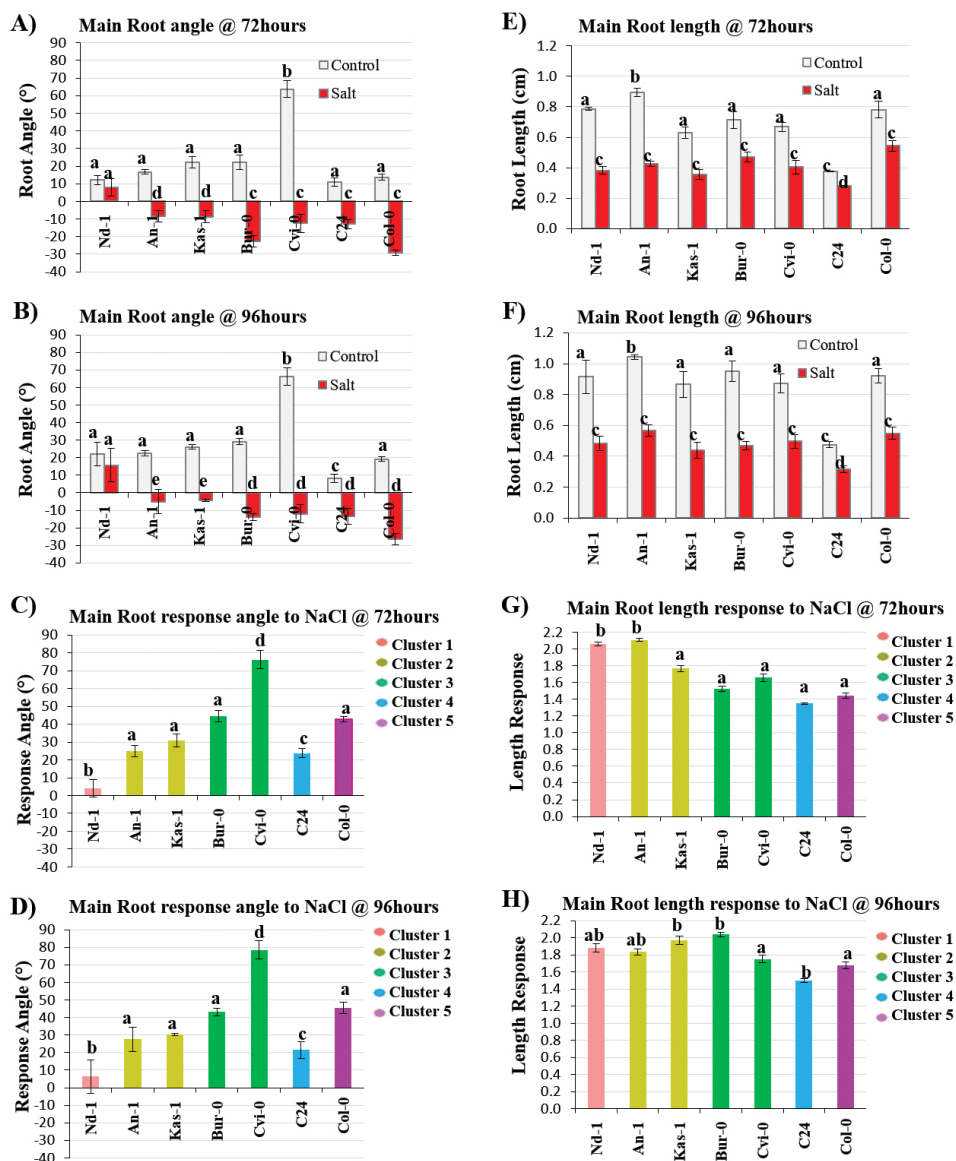 A) Main Root angle @ 72hours
90
80
70
60
50
40
30
20
10
0
-10
-20
-30
-40
Root Angle (°)
Control
Salt
a a a d a d a c b c a c a c
Nd-1 An-1 Kas-1 Bur-0 Cvi-0 C24 Col-0
E) Main Root length @ 72hours
1.2
1.0
0.8
0.6
0.4
0.2
0.0
Root Length (cm)
Control
Salt
a c b c a c a c a c c d a c
Nd-1 An-1 Kas-1 Bur-0 Cvi-0 C24 Col-0
B) Main Root angle @ 96hours
90
80
70
60
50
40
30
20
10
0
-10
-20
-30
-40
Root Angle (°)
Control
Salt
a a a e a e a d b d c d a d
Nd-1 An-1 Kas-1 Bur-0 Cvi-0 C24 Col-0
F) Main Root length @ 96hours
1.2
1.0
0.8
0.6
0.4
0.2
0.0
Root Length (cm)
Control
Salt
a c b c a c a c a c c d a c
Nd-1 An-1 Kas-1 Bur-0 Cvi-0 C24 Col-0
C) Main Root response angle to NaCl @ 72hours
90
80
70
60
50
40
30
20
10
0
-10
-20
-30
-40
Response Angle (°)
Cluster 1
Cluster 2
Cluster 3
Cluster 4
Cluster 5
b a a a d c a
Nd-1 An-1 Kas-1 Bur-0 Cvi-0 C24 Col-0
G) Main Root length response to NaCl @ 72hours
2.2
2.0
1.8
1.6
1.4
1.2
1.0
0.8
0.6
0.4
0.2
0.0
Length Response
Cluster 1
Cluster 2
Cluster 3
Cluster 4
Cluster 5
b b a a a a a
Nd-1 An-1 Kas-1 Bur-0 Cvi-0 C24 Col-0
D) Main Root response angle to NaCl @ 96hours
90
80
70
60
50
40
30
20
10
0
-10
-20
-30
-40
Response Angle (°)
Cluster 1
Cluster 2
Cluster 3
Cluster 4
Cluster 5
b a a a d c a
Nd-1 An-1 Kas-1 Bur-0 Cvi-0 C24 Col-0
H) Main Root length response to NaCl @ 96hours
2.2
2.0
1.8
1.6
1.4
1.2
1.0
0.8
0.6
0.4
0.2
0.0
Length Response
Cluster 1
Cluster 2
Cluster 3
Cluster 4
Cluster 5
ab ab b b a b a
Nd-1 An-1 Kas-1 Bur-0 Cvi-0 C24 Col-0